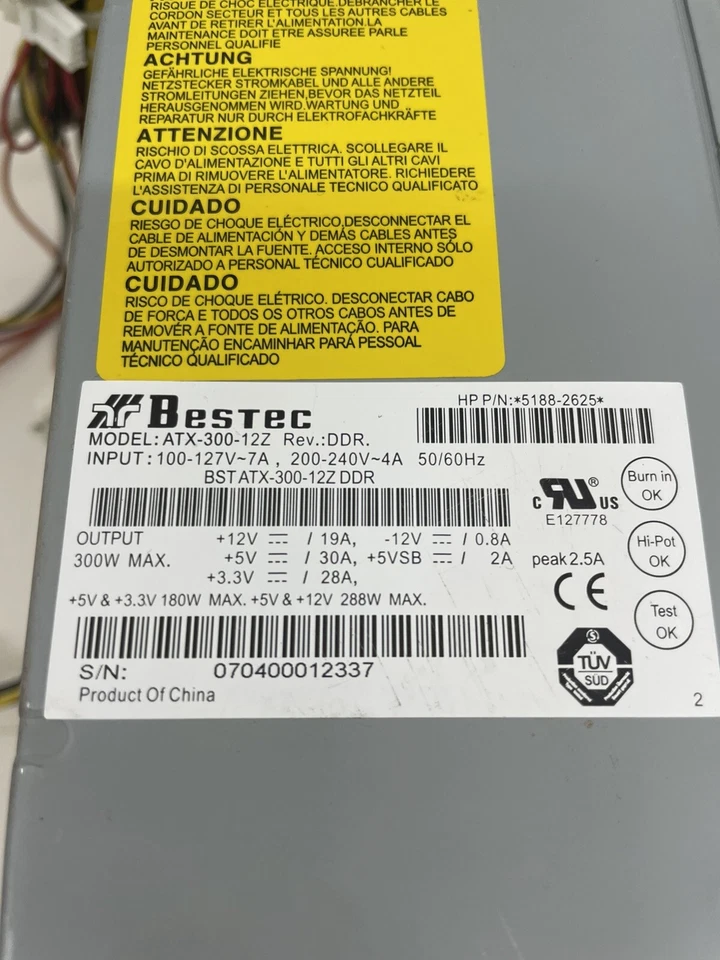 RISQUE DE CHOC ÉLECTRIQUE.DÉBRANCHER LE
CORDON SECTEUR ET TOUS LES AUTRES CABLES
AVANT DE RETIRER L'ALIMENTATION.LA
MAINTENANCE DOIT ETRE ASSUREE PARLE
PERSONNEL QUALIFIE
ACHTUNG
GEFÄHRLICHE ELEKTRISCHE SPANNUNG!
NETZSTECKER STROMKABEL UND ALLE ANDERE
STROMLEITUNGEN ZIEHEN,BEVOR DAS NETZTEIL
HERAUSGENOMMEN WIRD.WARTUNG UND
REPARATUR NUR DURCH ELEKTROFACHKRÄFTE
ATTENZIONE
RISCHIO DI SCOSSA ELETTRICA. SCOLLEGARE IL
CAVO D'ALIMENTAZIONE E TUTTI GLI ALTRI CAVI
PRIMA DI RIMUOVERE L'ALIMENTATORE. RICHIEDERE
L'ASSISTENZA DI PERSONALE TECNICO QUALIFICATO
CUIDADO
RIESGO DE CHOQUE ELÉCTRICO.DESCONECTAR EL
CABLE DE ALIMENTACIÓN Y DEMÁS CABLES ANTES
DE DESMONTAR LA FUENTE. ACCESO INTERNO SÓLO
AUTORIZADO A PERSONAL TÉCNICO CUALIFICADO
CUIDADO
RISCO DE CHOQUE ELÉTRICO. DESCONECTAR CABO
DE FORÇA E TODOS OS OTROS CABOS ANTES DE
REMOVÉR A FONTE DE ALIMENTAÇÃO. PARA
MANUTENÇÃO ENCAMINHAR PARÁ PESSOAL
TÉCNICO QUALIFICADO
BESTEC
HP P/N:*5188-2625*
MODEL: ATX-300-12Z Rev.:DDR.
INPUT: 100-127V~7A , 200-240V~4A 50/60Hz
BST ATX-300-12Z DDR
c RU ® US
E127778
Burn in
OK
OUTPUT +12V ⎓ / 19A, -12V ⎓ / 0.8A
300W MAX. +5V ⎓ / 30A, +5VSB ⎓ / 2A peak 2.5A
+3.3V ⎓ / 28A,
Hi-Pot
OK
+5V & +3.3V 180W MAX. +5V & +12V 288W MAX.
CE
Test
OK
S/N: 070400012337
S
TÜV
SÜD
Product Of China
2